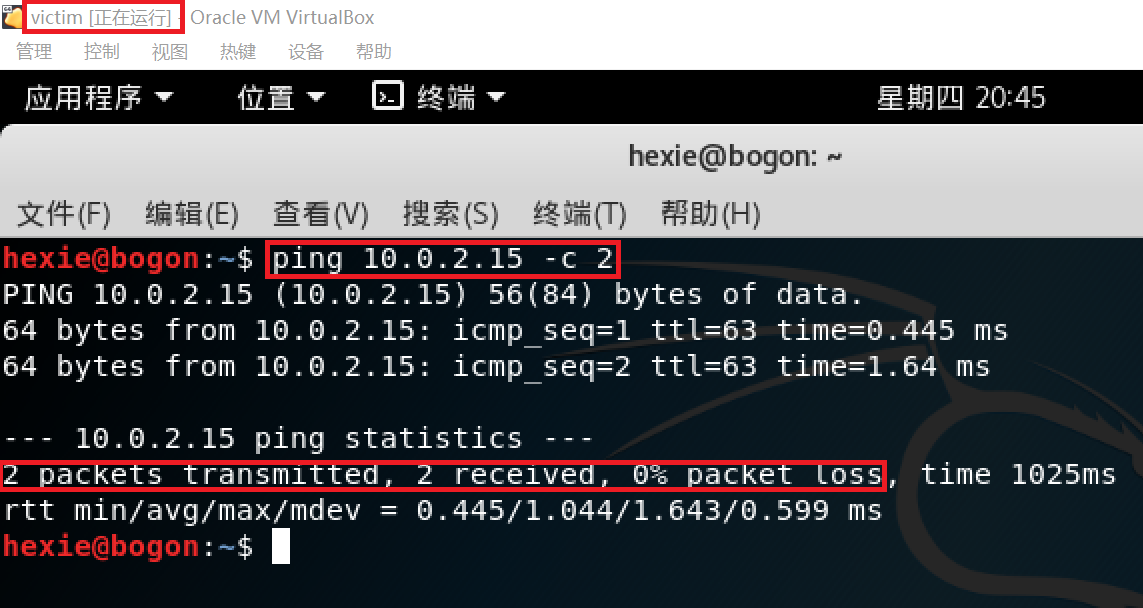 victim [正在运行] - Oracle VM VirtualBox
管理 控制 视图 热键 设备 帮助
应用程序 位置 终端 星期四 20:45
hexie@bogon: ~
文件(F) 编辑(E) 查看(V) 搜索(S) 终端(T) 帮助(H)
hexie@bogon:~$ ping 10.0.2.15 -c 2
PING 10.0.2.15 (10.0.2.15) 56(84) bytes of data.
64 bytes from 10.0.2.15: icmp_seq=1 ttl=63 time=0.445 ms
64 bytes from 10.0.2.15: icmp_seq=2 ttl=63 time=1.64 ms
--- 10.0.2.15 ping statistics ---
2 packets transmitted, 2 received, 0% packet loss, time 1025ms
rtt min/avg/max/mdev = 0.445/1.044/1.643/0.599 ms
hexie@bogon:~$